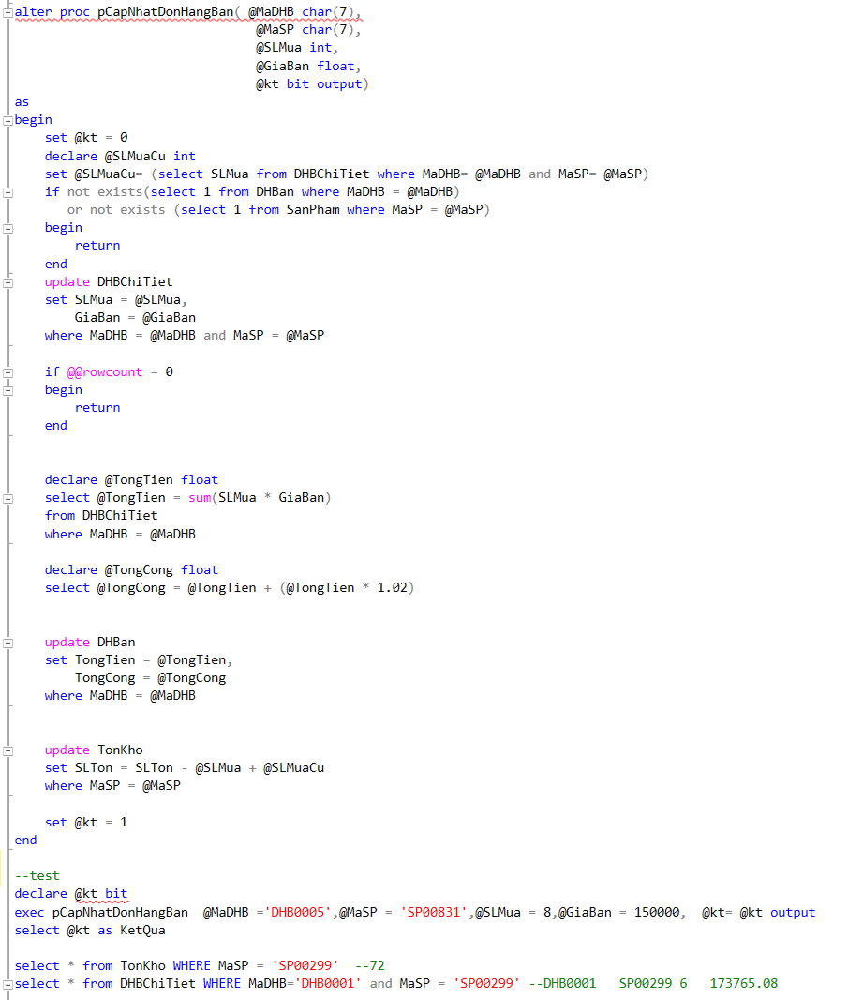 alter proc pCapNhatDonHangBan( @MaDHB char(7),
@MaSP char(7),
@SLMua int,
@GiaBan float,
@kt bit output)
as
begin
set @kt = 0
declare @SLMuaCu int
set @SLMuaCu= (select SLMua from DHBChiTiet where MaDHB= @MaDHB and MaSP= @MaSP)
if not exists(select 1 from DHBan where MaDHB = @MaDHB)
or not exists (select 1 from SanPham where MaSP = @MaSP)
begin
return
end
update DHBChiTiet
set SLMua = @SLMua,
GiaBan = @GiaBan
where MaDHB = @MaDHB and MaSP = @MaSP
if @@rowcount = 0
begin
return
end
declare @TongTien float
select @TongTien = sum(SLMua * GiaBan)
from DHBChiTiet
where MaDHB = @MaDHB
declare @TongCong float
select @TongCong = @TongTien + (@TongTien * 1.02)
update DHBan
set TongTien = @TongTien,
TongCong = @TongCong
where MaDHB = @MaDHB
update TonKho
set SLTon = SLTon - @SLMua + @SLMuaCu
where MaSP = @MaSP
set @kt = 1
end
--test
declare @kt bit
exec pCapNhatDonHangBan  @MaDHB ='DHB0005',@MaSP = 'SP00831',@SLMua = 8,@GiaBan = 150000,  @kt= @kt output
select @kt as KetQua
select * from TonKho WHERE MaSP = 'SP00299'  --72
select * from DHBChiTiet WHERE MaDHB='DHB0001' and MaSP = 'SP00299' --DHB0001   SP00299 6   173765.08